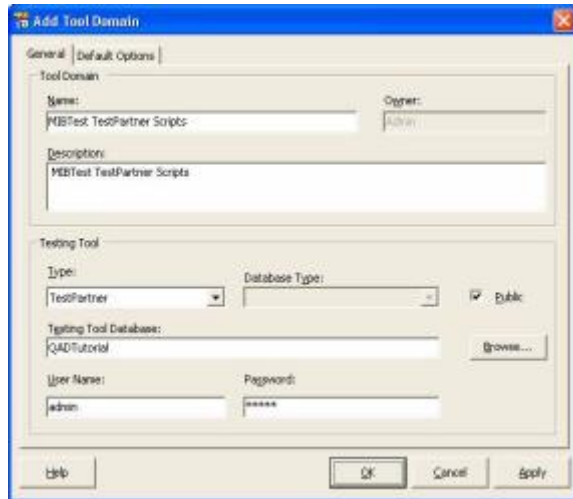 Add Tool Domain
General Default Options
Tool Domain
Name: Owner:
MIBTest TestPartner Scripts Admin
Description:
MIBTest TestPartner Scripts
Testing Tool
Type: Database Type:
TestPartner Public
Testing Tool Database:
QADTutorial Browse...
User Name: Password:
admin *****
Help OK Cancel Apply